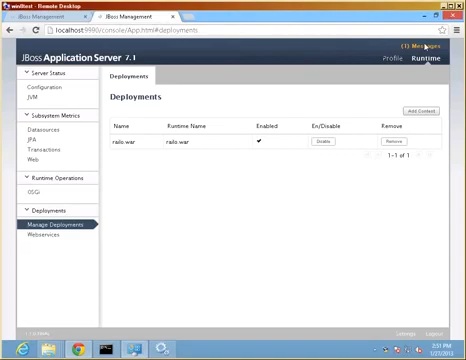 win8test - Remote Desktop
JBoss Management
JBoss Management
localhost:9990/console/App.html#deployments
(1) Messages
JBoss Application Server 7.1
Profile
Runtime
Server Status
Configuration
JVM
Subsystem Metrics
Datasources
JPA
Transactions
Web
Runtime Operations
OSGi
Deployments
Manage Deployments
Webservices
Deployments
Deployments
Add Content
Name
Runtime Name
Enabled
En/Disable
Remove
railo.war
railo.war
Disable
Remove
1-1 of 1
Settings
Logout
2:51 PM
1/27/2013